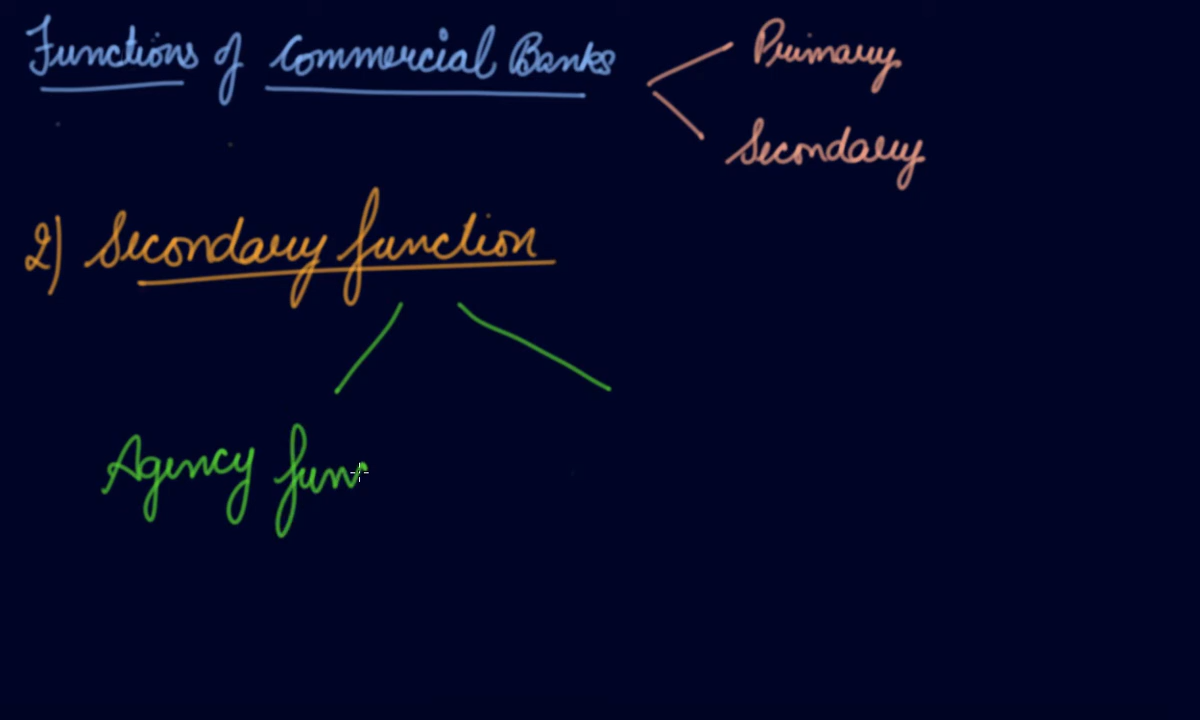 Functions of Commercial Banks
Primary
Secondary
2) Secondary function
Agency fun